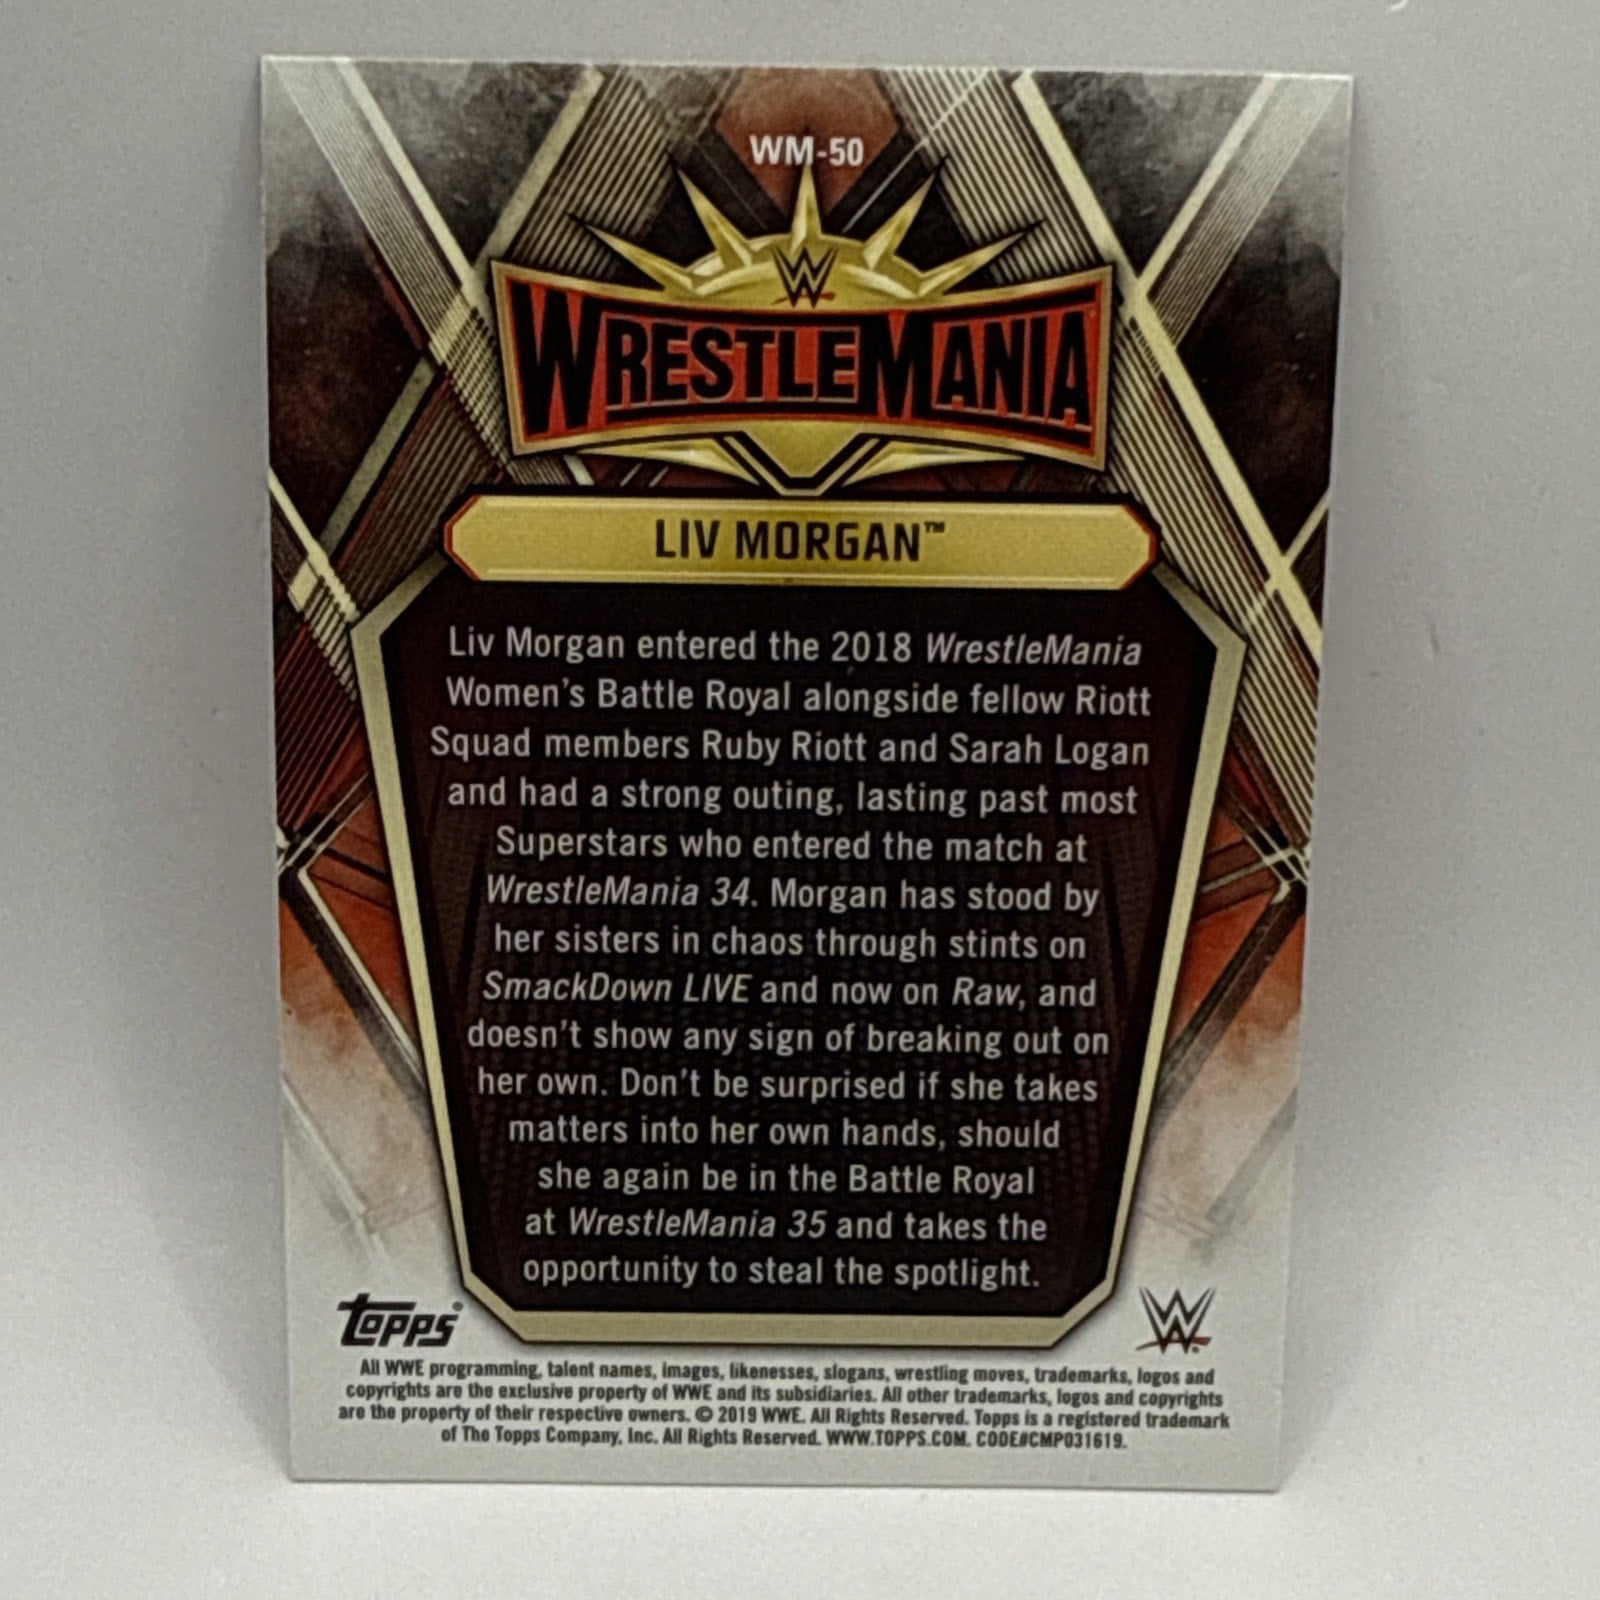 WM-50
W
WRESTLEMANIA
LIV MORGAN™
Liv Morgan entered the 2018 WrestleMania
Women's Battle Royal alongside fellow Riott
Squad members Ruby Riott and Sarah Logan
and had a strong outing, lasting past most
Superstars who entered the match at
WrestleMania 34. Morgan has stood by
her sisters in chaos through stints on
SmackDown LIVE and now on Raw, and
doesn't show any sign of breaking out on
her own. Don't be surprised if she takes
matters into her own hands, should
she again be in the Battle Royal
at WrestleMania 35 and takes the
opportunity to steal the spotlight.
Topps® W
All WWE programming, talent names, images, likenesses, slogans, wrestling moves, trademarks, logos and
copyrights are the exclusive property of WWE and its subsidiaries. All other trademarks, logos and copyrights
are the property of their respective owners. © 2019 WWE. All Rights Reserved. Topps is a registered trademark
of The Topps Company, Inc. All Rights Reserved. WWW.TOPPS.COM. CODE#CMP031619.